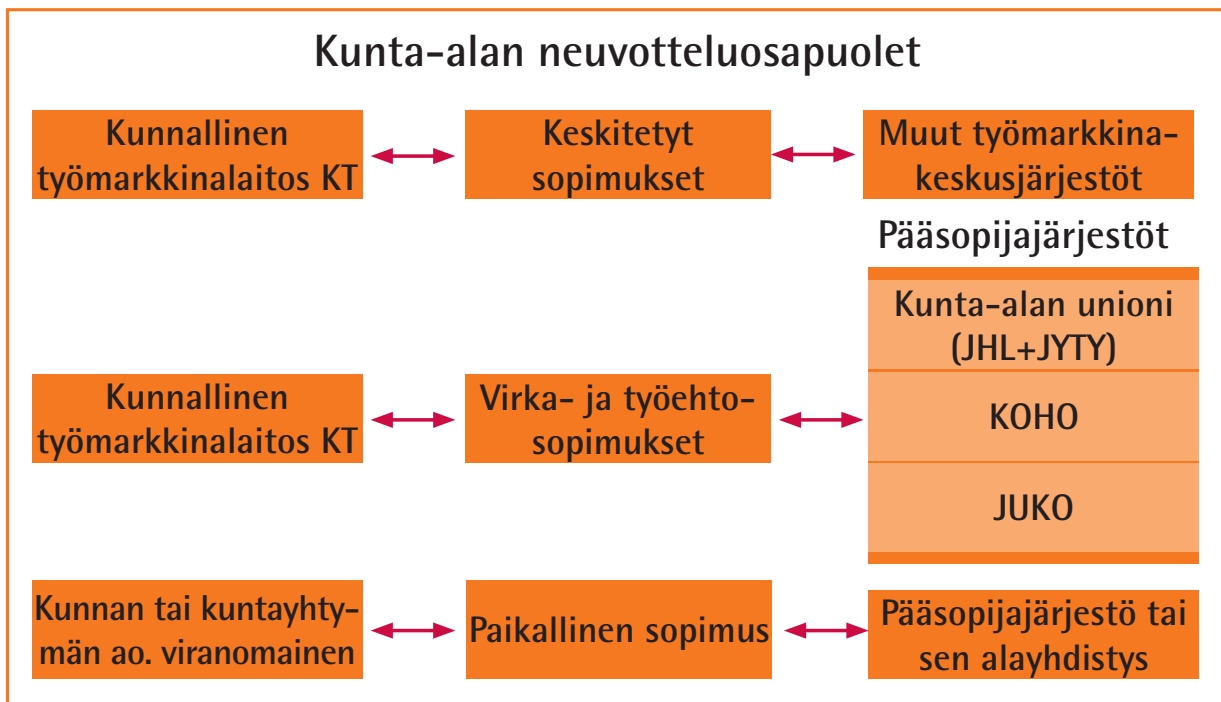 Kunta-alan neuvotteluosapuolet
Kunnallinen
työmarkkinalaitos KT
Keskitetyt
sopimukset
Muut työmarkkina-
keskusjärjestöt
Pääsopijajärjestöt
Kunnallinen
työmarkkinalaitos KT
Virka- ja työehto-
sopimukset
Kunta-alan unioni
(JHL+JYTY)
KOHO
JUKO
Kunnan tai kuntayhty-
män ao. viranomainen
Paikallinen sopimus
Pääsopijajärjestö tai
sen alayhdistys